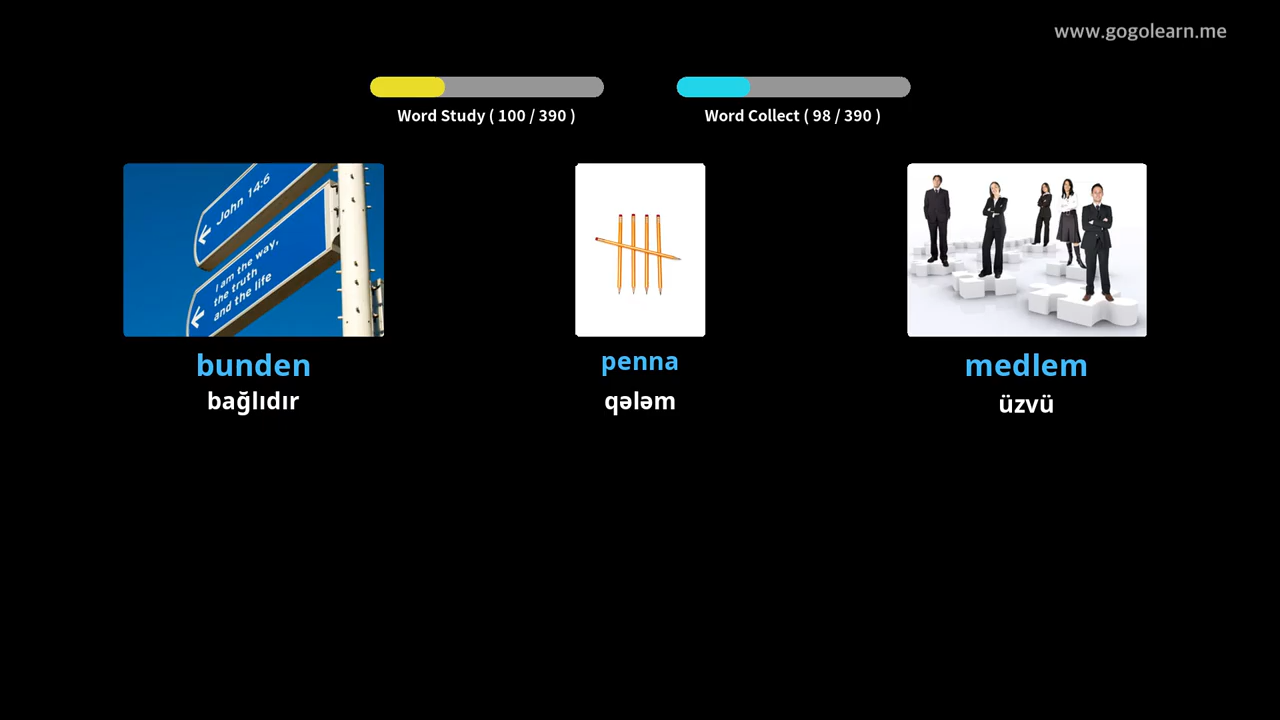 www.gogolearn.me
Word Study ( 100 / 390 )
Word Collect ( 98 / 390 )
John 14:6
I am the way,
the truth
and the life
bunden
penna
medlem
bağlıdır
qələm
üzvü